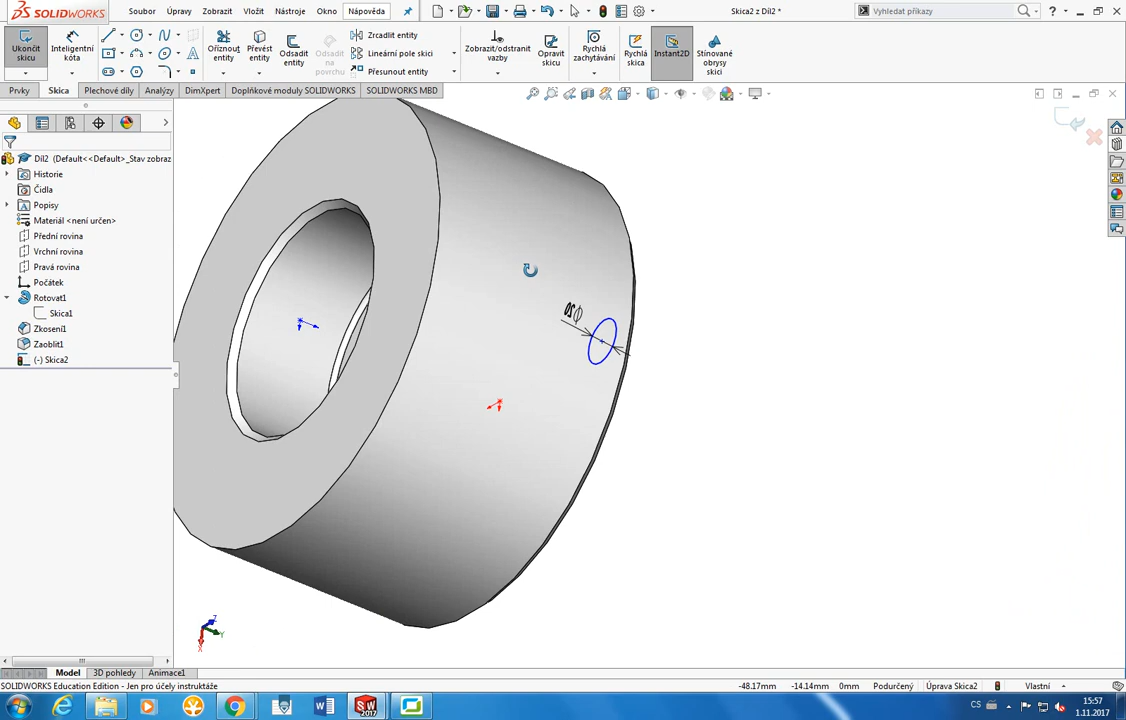 SOLIDWORKS
Soubor Úpravy Zobrazit Vložit Nástroje Okno Nápověda
Skica2 z Díl2 *
Vyhledat příkazy
Ukončit skicu
Inteligentní kóta
Oříznout entity
Převést entity
Odsadit entity
Odsadit na povrchu
Zrcadlit entity
Lineární pole skici
Přesunout entity
Zobrazit/odstranit vazby
Opravit skicu
Rychlá zachytávání
Rychlá skica
Instant2D
Stínované obrysy skici
Prvky Skica Plechové díly Analýzy DimXpert Doplňkové moduly SOLIDWORKS SOLIDWORKS MBD
Díl2 (Default<<Default>_Stav zobraz
Historie
Čidla
Popisy
Materiál <není určen>
Přední rovina
Vrchní rovina
Pravá rovina
Počátek
Rotovat1
Skica1
Zkosení1
Zaoblit1
(-) Skica2
Z
Y
X
Model 3D pohledy Animace1
SOLIDWORKS Education Edition - Jen pro účely instruktáže
-48.17mm -14.14mm 0mm Podurčený Úprava Skica2 Vlastní
CS 15:57
1.11.2017
SW
2017